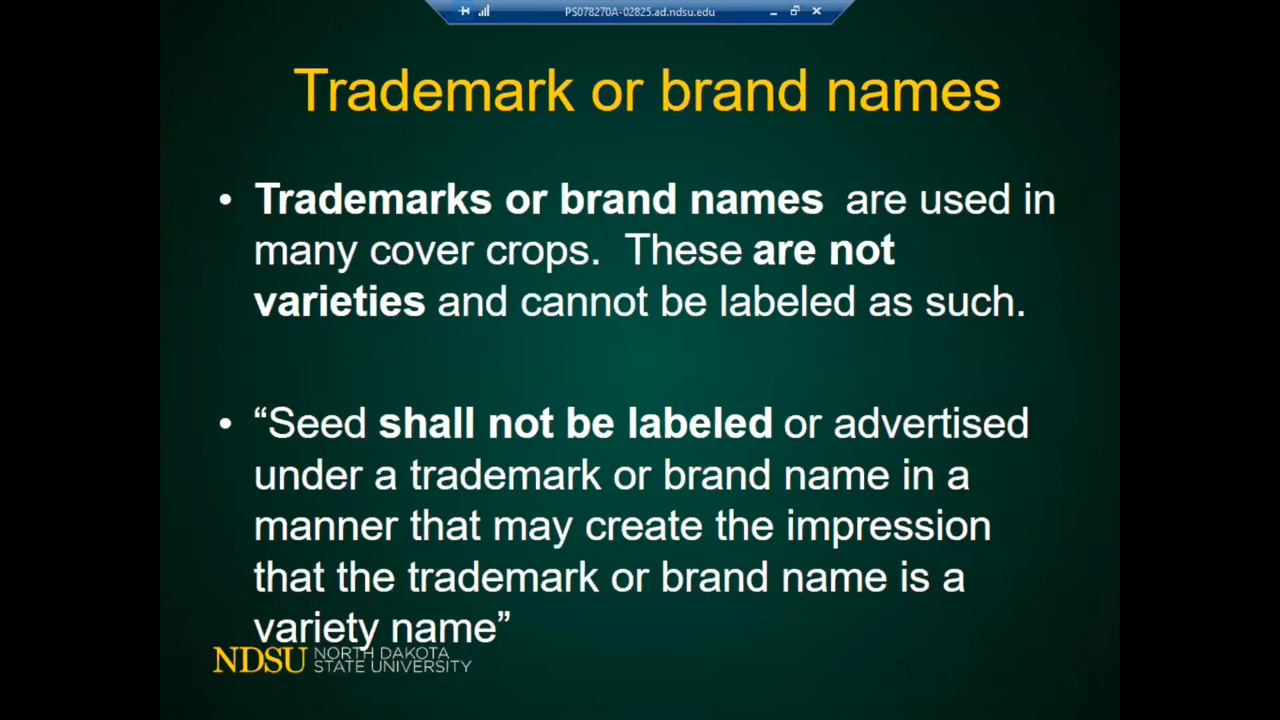 PS078270A-02825.ad.ndsu.edu
Trademark or brand names
• Trademarks or brand names are used in
many cover crops. These are not
varieties and cannot be labeled as such.
• “Seed shall not be labeled or advertised
under a trademark or brand name in a
manner that may create the impression
that the trademark or brand name is a
variety name”
NDSU NORTH DAKOTA
STATE UNIVERSITY